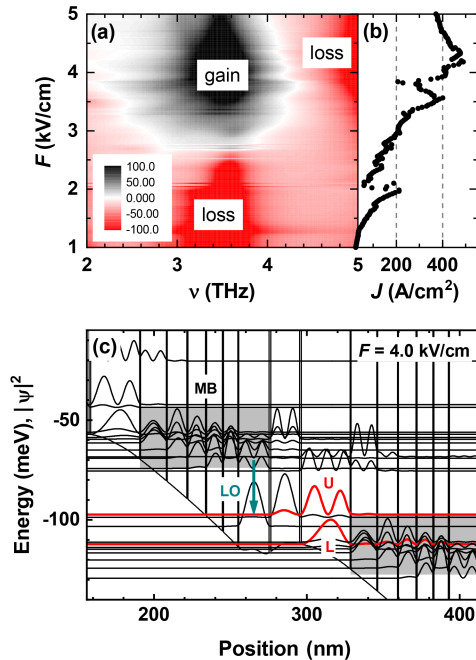 (a)
gain
loss
loss
100.0
50.00
0.000
-50.00
-100.0
5
4
3
2
1
F (kV/cm)
2 3 4 5
ν (THz)
(b)
200 400
J (A/cm²)
(c)
F = 4.0 kV/cm
MB
LO
U
L
-50
-100
Energy (meV), |ψ|²
200 250 300 350 400
Position (nm)